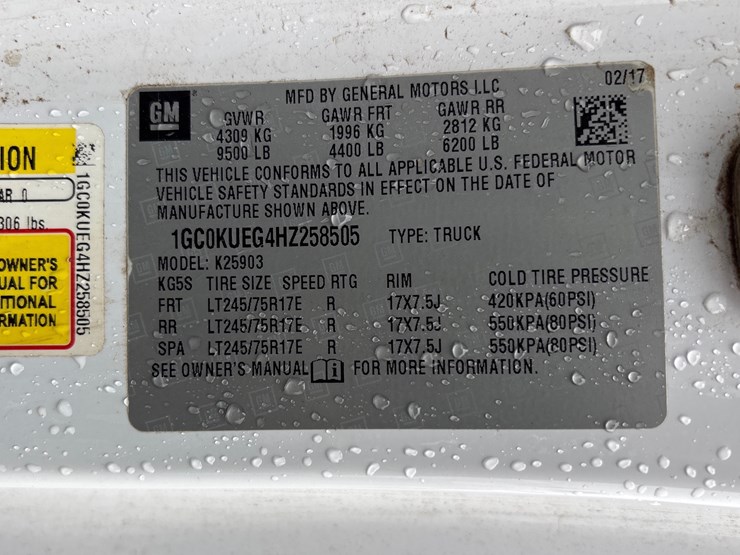 MFD BY GENERAL MOTORS LLC
02/17
GM
GVWR GAWR FRT GAWR RR
4309 KG 1996 KG 2812 KG
9500 LB 4400 LB 6200 LB
THIS VEHICLE CONFORMS TO ALL APPLICABLE U.S. FEDERAL MOTOR
VEHICLE SAFETY STANDARDS IN EFFECT ON THE DATE OF
MANUFACTURE SHOWN ABOVE.
1GC0KUEG4HZ258505 TYPE: TRUCK
MODEL: K25903
KG5S TIRE SIZE SPEED RTG RIM COLD TIRE PRESSURE
FRT LT245/75R17E R 17X7.5J 420KPA(60PSI)
RR LT245/75R17E R 17X7.5J 550KPA(80PSI)
SPA LT245/75R17E R 17X7.5J 550KPA(80PSI)
SEE OWNER'S MANUAL FOR MORE INFORMATION.
ION
AR 0
306 lbs.
OWNER'S
UAL FOR
ITIONAL
RMATION
1GC0KUEG4HZ258505